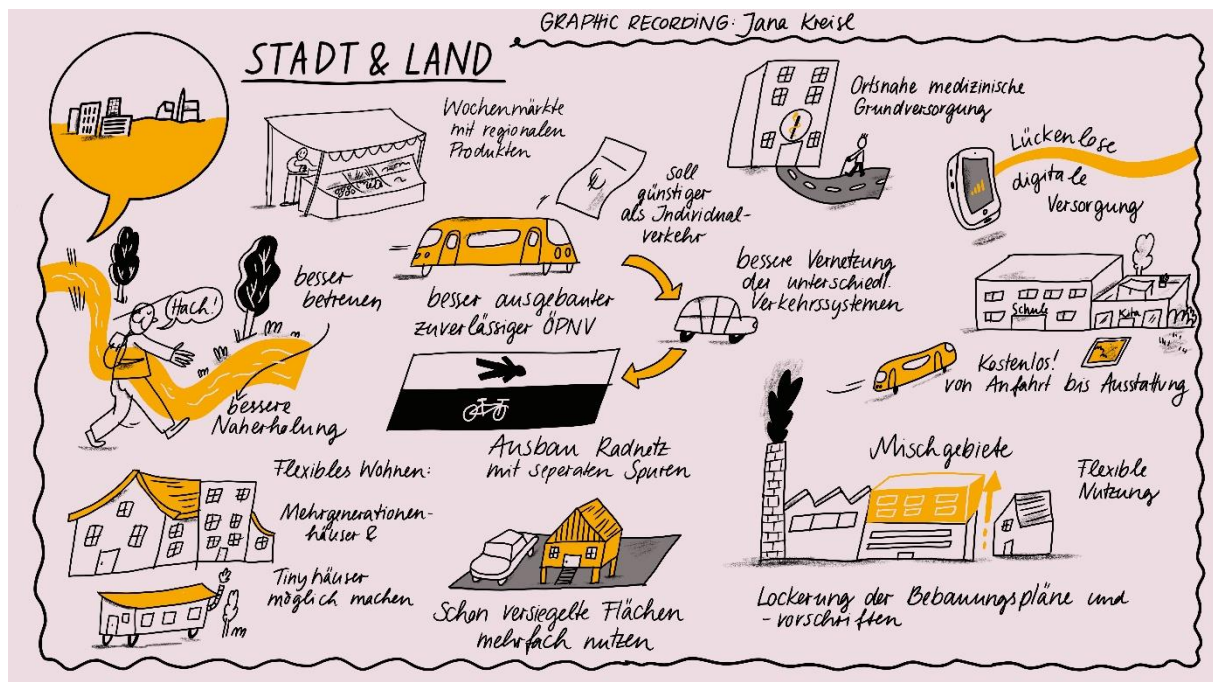 GRAPHIC RECORDING: Jana Kreisl
STADT & LAND
Wochenmärkte
mit regionalen
Produkten
€
soll
günstiger
als Individual-
verkehr
Ortsnahe medizinische
Grundversorgung
Lückenlose
digitale
Versorgung
Hach!
besser
betreuen
bessere
Naherholung
besser ausgebauter
zuverlässiger ÖPNV
bessere Vernetzung
der unterschiedl.
Verkehrssystemen
Schule
Kita
Kostenlos!
von Anfahrt bis Ausstattung
Ausbau Radnetz
mit seperaten Spuren
Flexibles Wohnen:
Mehrgenerationen-
häuser &
Tinyhäuser
möglich machen
Schon versiegelte Flächen
mehrfach nutzen
Mischgebiete
Flexible
Nutzung
Lockerung der Bebauungspläne und
-vorschriften